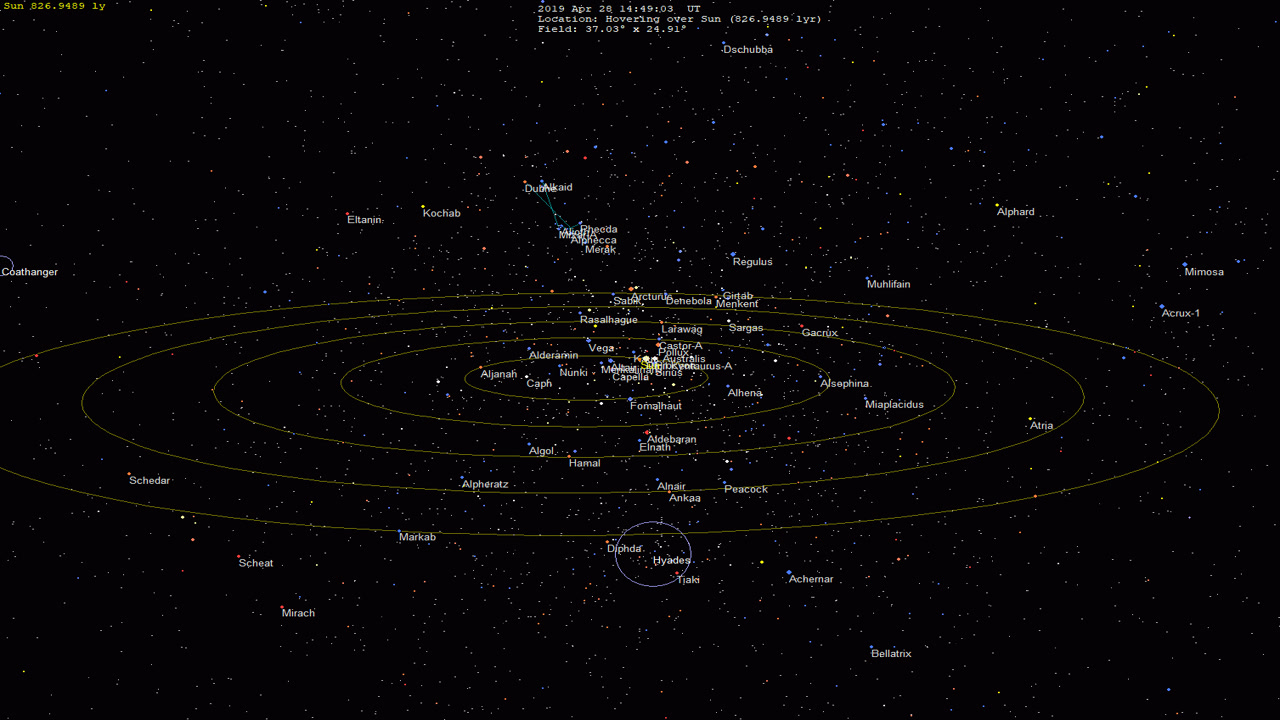 Sun 826.9489 ly
2019 Apr 28 14:49:03 UT
Location: Hovering over Sun (826.9489 lyr)
Field: 37.03° x 24.91°
Dschubba
Dubhe
Alkaid
Eltanin
Kochab
Alphard
Pheeda
Alphecca
Merak
Regulus
Coathanger
Mimosa
Muhlifain
Arcturus
Sabik
Denebola
Girtab
Menkent
Acrux-1
Rasalhague
Larawag
Sargas
Gacrux
Vega
Castor-A
Pollux
Alderamin
Australis
Aljanah
Nunki
Sirius
Capella
Caph
Alsephina
Alhena
Fomalhaut
Miaplacidus
Atria
Aldebaran
Elnath
Algol
Hamal
Schedar
Alpheratz
Alnair
Peacock
Ankaa
Markab
Diphda
Hyades
Scheat
Tiaki
Achernar
Mirach
Bellatrix